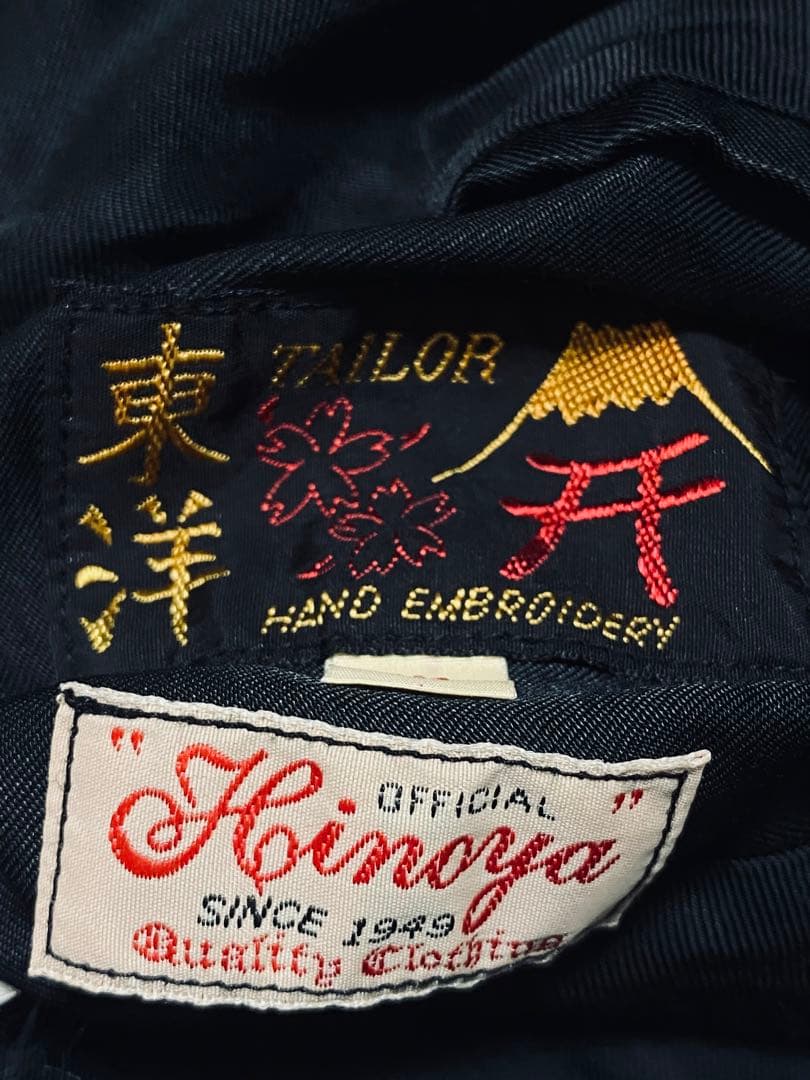 東洋
TAILOR
HAND EMBROIDERY
OFFICIAL
"Hinoya"
SINCE 1949
Quality Clothing